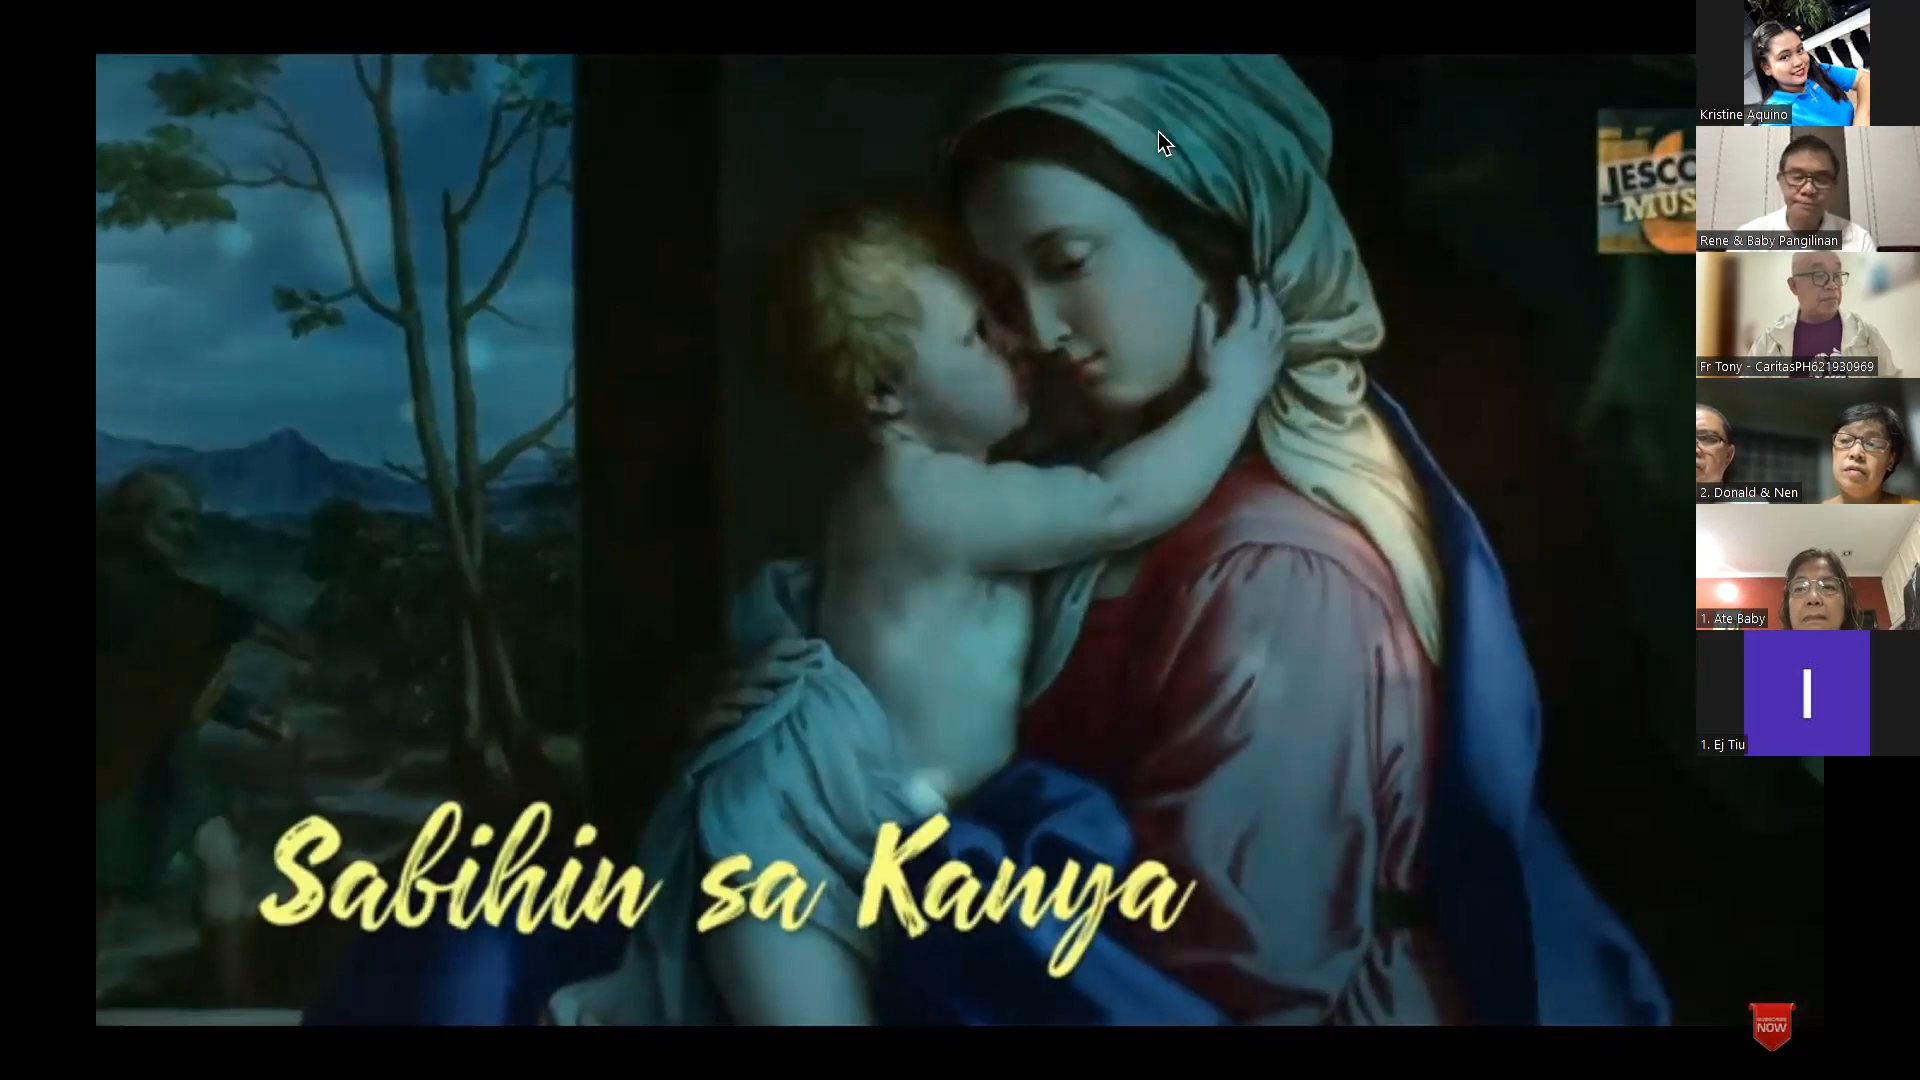 Sabihin sa Kanya
JESCO
MUS
Kristine Aquino
Rene & Baby Pangilinan
Fr Tony - CaritasPH621930969
2. Donald & Nen
1. Ate Baby
I
1. Ej Tiu
SUBSCRIBE
NOW